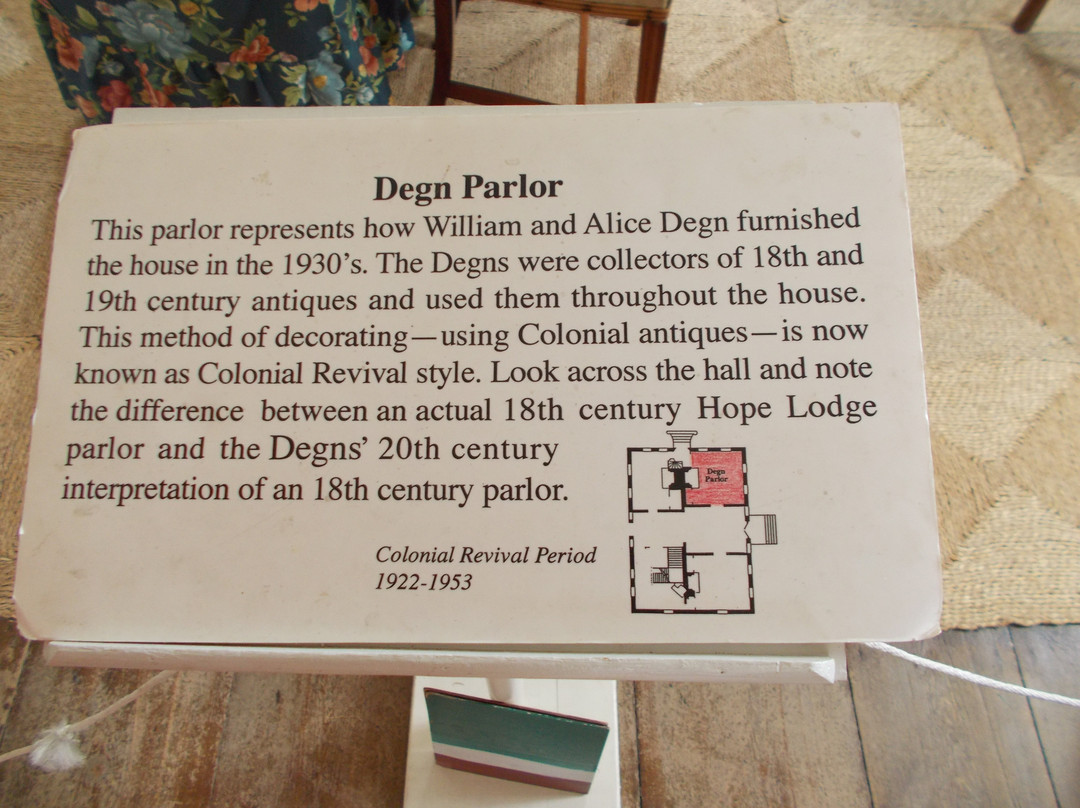 Degn Parlor
This parlor represents how William and Alice Degn furnished
the house in the 1930's. The Degns were collectors of 18th and
19th century antiques and used them throughout the house.
This method of decorating—using Colonial antiques—is now
known as Colonial Revival style. Look across the hall and note
the difference between an actual 18th century Hope Lodge
parlor and the Degns' 20th century
interpretation of an 18th century parlor.
Degn
Parlor
Colonial Revival Period
1922-1953